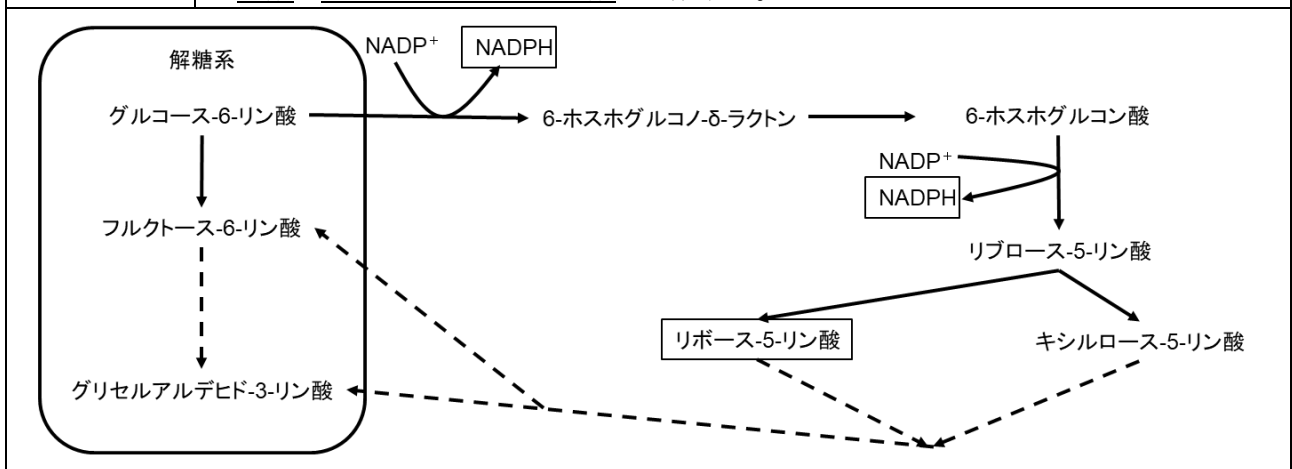 解糖系
NADP⁺
NADPH
グルコース-6-リン酸
6-ホスホグルコノ-δ-ラクトン
6-ホスホグルコン酸
NADP⁺
NADPH
フルクトース-6-リン酸
リブロース-5-リン酸
リボース-5-リン酸
キシルロース-5-リン酸
グリセルアルデヒド-3-リン酸